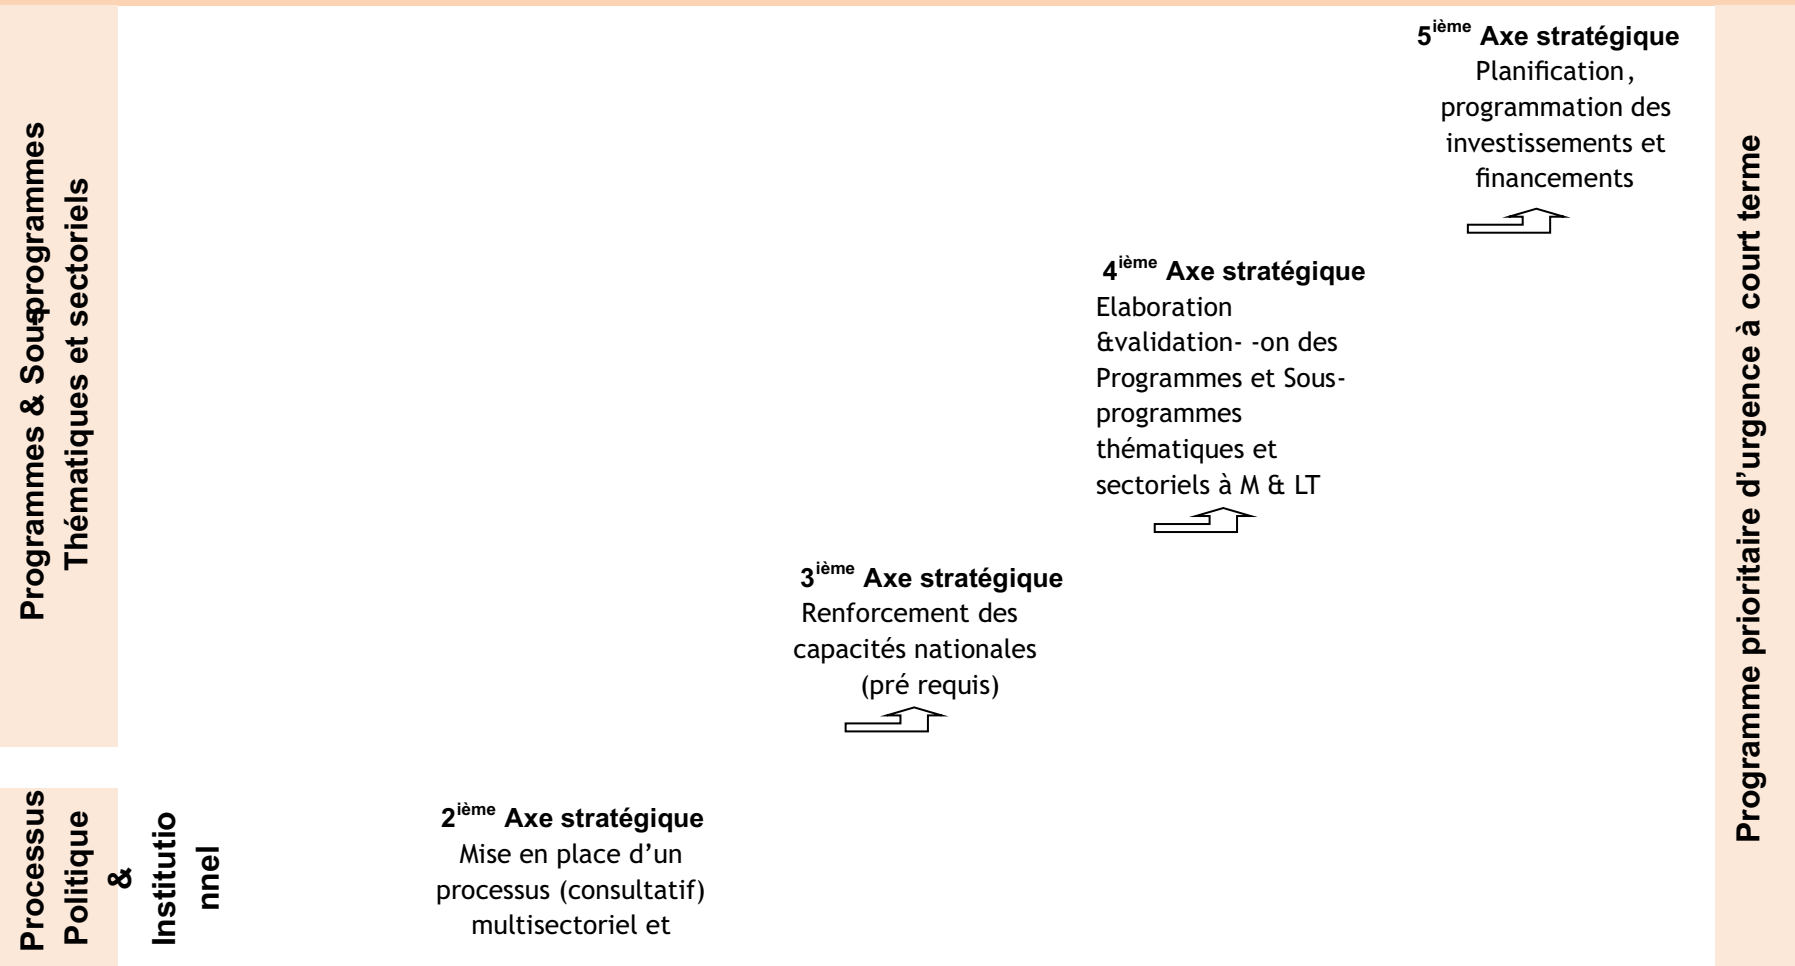 Programmes & Sous-programmes
Thématiques et sectoriels
5ième Axe stratégique
Planification,
programmation des
investissements et
financements
4ième Axe stratégique
Elaboration
&validation- -on des
Programmes et Sous-
programmes
thématiques et
sectoriels à M & LT
3ième Axe stratégique
Renforcement des
capacités nationales
(pré requis)
Processus
Politique
&
Institutio
nnel
2ième Axe stratégique
Mise en place d’un
processus (consultatif)
multisectoriel et
Programme prioritaire d’urgence à court terme